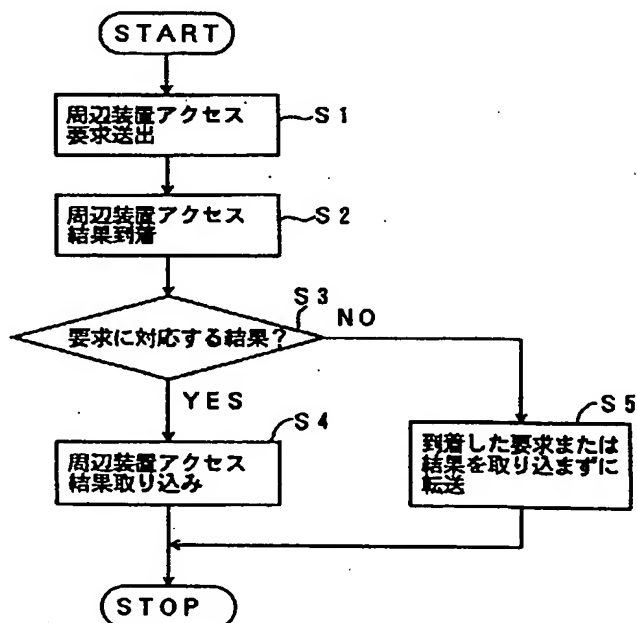 START
周辺装置アクセス
要求送出
S1
周辺装置アクセス
結果到着
S2
S3
要求に対応する結果?
NO
YES
S4
周辺装置アクセス
結果取り込み
S5
到着した要求または
結果を取り込まずに
転送
STOP